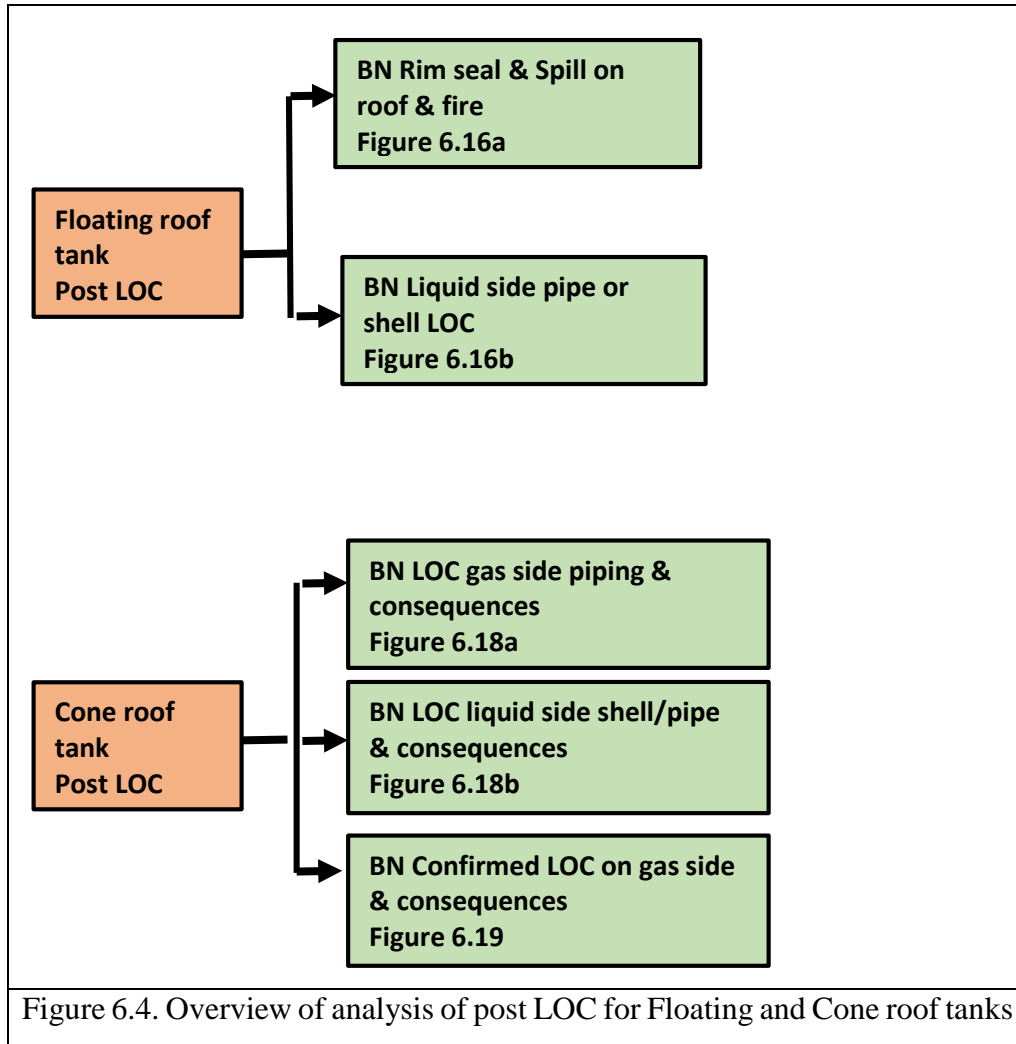 BN Rim seal & Spill on
roof & fire
Figure 6.16a
Floating roof
tank
Post LOC
BN Liquid side pipe or
shell LOC
Figure 6.16b
BN LOC gas side piping &
consequences
Figure 6.18a
Cone roof
tank
Post LOC
BN LOC liquid side shell/pipe
& consequences
Figure 6.18b
BN Confirmed LOC on gas side
& consequences
Figure 6.19
Figure 6.4. Overview of analysis of post LOC for Floating and Cone roof tanks